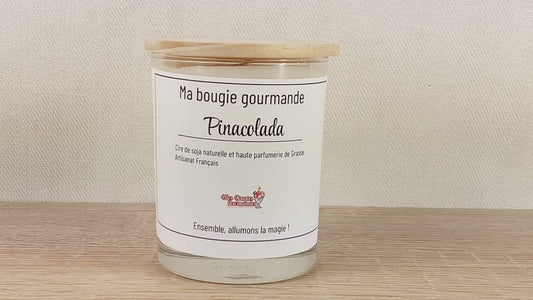 Ma bougie gourmande
Pinacolada
Cire de soja naturelle et haute parfumerie de Grasse
Artisanat Français
Ensemble, allumons la magie !